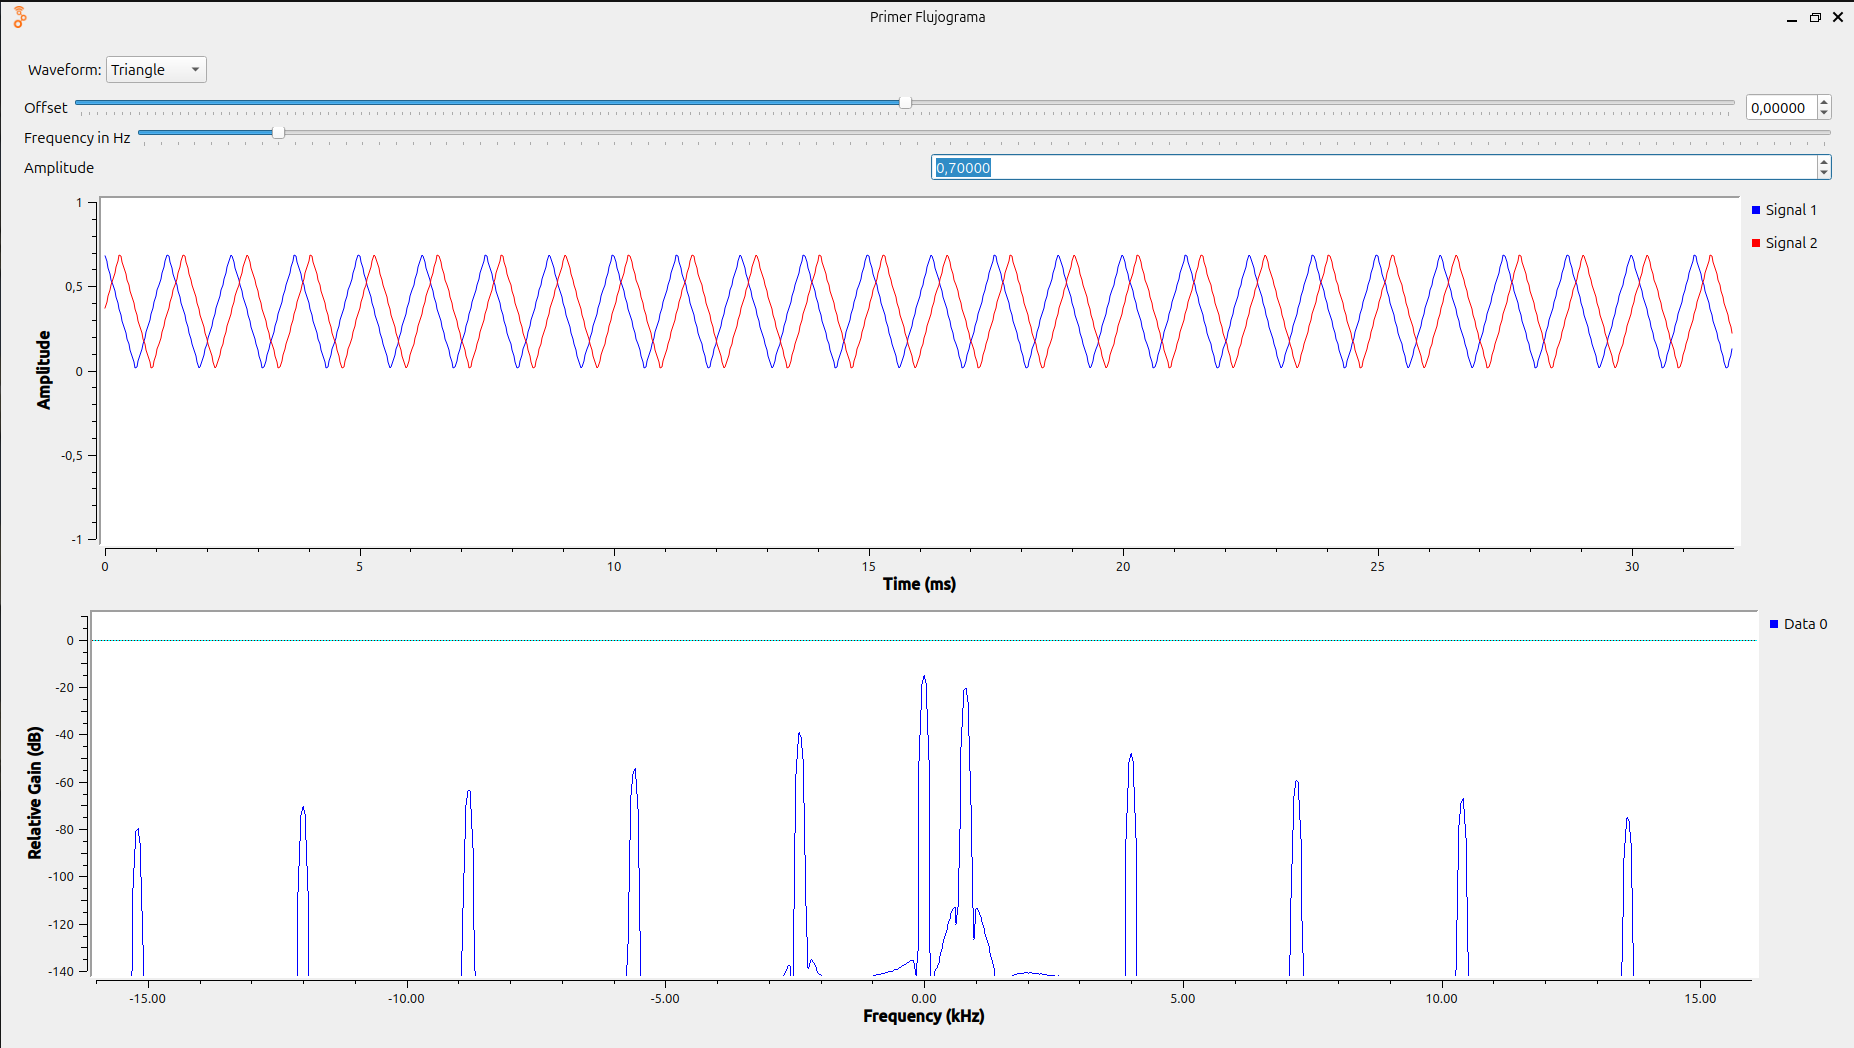 Primer Flujograma
Waveform: Triangle
Offset 0,00000
Frequency in Hz
Amplitude 0,70000
Signal 1
Signal 2
1
0,5
0
-0,5
-1
Amplitude
0 5 10 15 20 25 30
Time (ms)
Data 0
0
-20
-40
-60
-80
-100
-120
-140
Relative Gain (dB)
-15.00 -10.00 -5.00 0.00 5.00 10.00 15.00
Frequency (kHz)